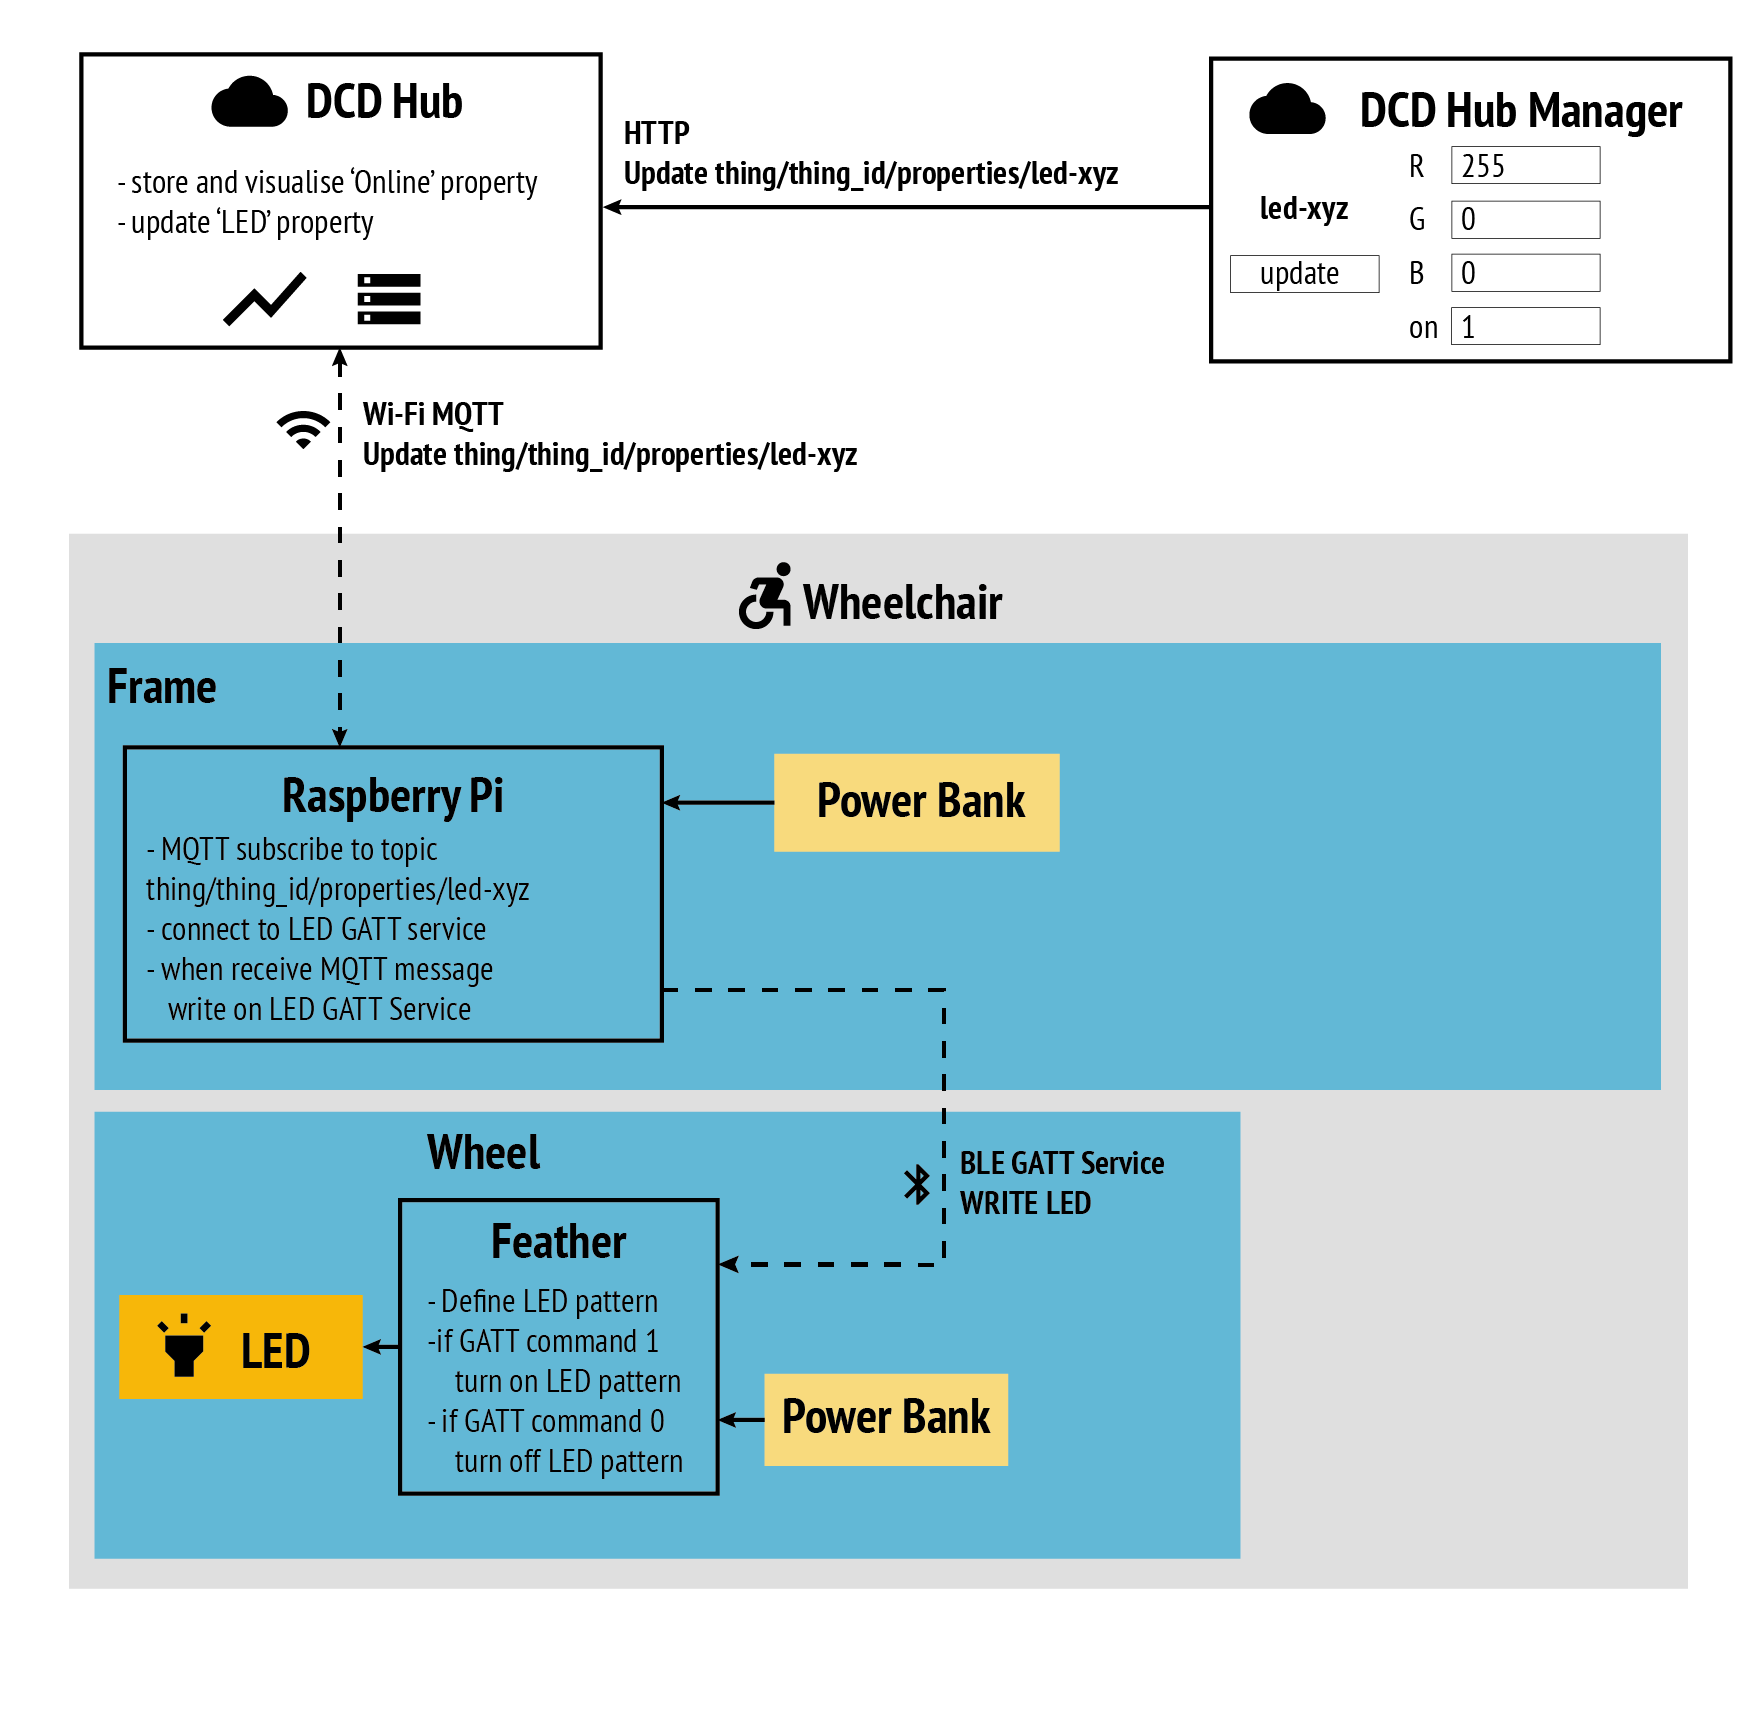 DCD Hub
- store and visualise ‘Online’ property
- update ‘LED’ property
HTTP
Update thing/thing_id/properties/led-xyz
DCD Hub Manager
led-xyz
update
R 255
G 0
B 0
on 1
Wi-Fi MQTT
Update thing/thing_id/properties/led-xyz
Wheelchair
Frame
Raspberry Pi
- MQTT subscribe to topic
thing/thing_id/properties/led-xyz
- connect to LED GATT service
- when receive MQTT message
write on LED GATT Service
Power Bank
Wheel
BLE GATT Service
WRITE LED
Feather
- Define LED pattern
-if GATT command 1
turn on LED pattern
- if GATT command 0
turn off LED pattern
LED
Power Bank